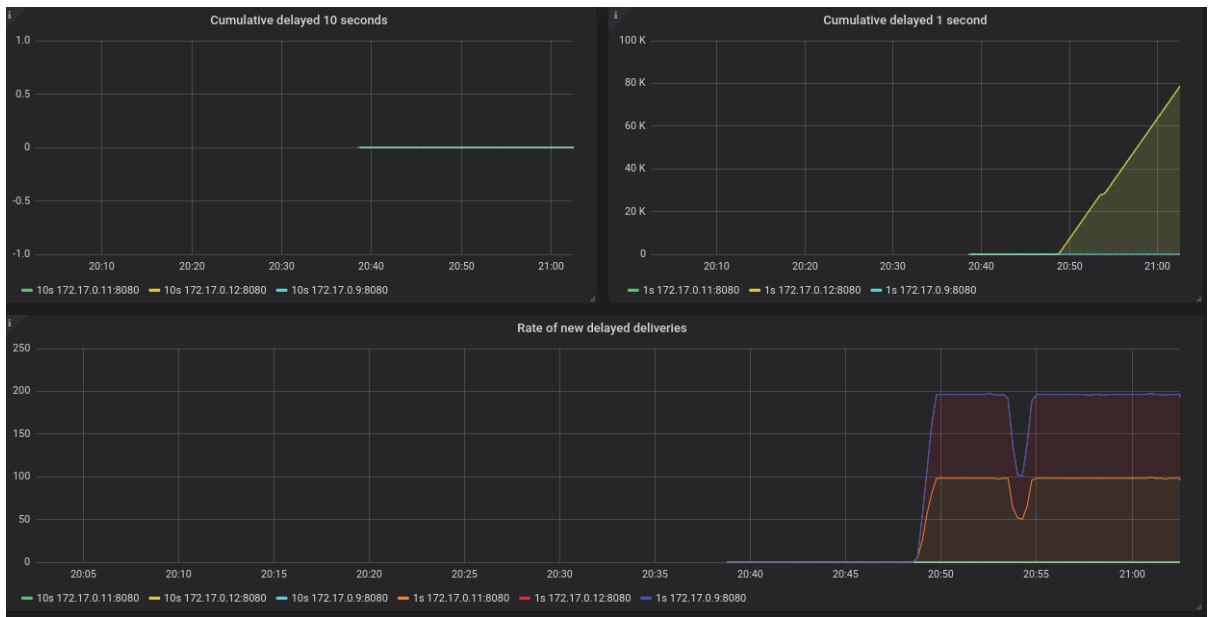 Cumulative delayed 10 seconds
1.0
0.5
0
-0.5
-1.0
20:10 20:20 20:30 20:40 20:50 21:00
10s 172.17.0.11:8080 10s 172.17.0.12:8080 10s 172.17.0.9:8080
Cumulative delayed 1 second
100 K
80 K
60 K
40 K
20 K
0
20:10 20:20 20:30 20:40 20:50 21:00
1s 172.17.0.11:8080 1s 172.17.0.12:8080 1s 172.17.0.9:8080
Rate of new delayed deliveries
250
200
150
100
50
0
20:05 20:10 20:15 20:20 20:25 20:30 20:35 20:40 20:45 20:50 20:55 21:00
10s 172.17.0.11:8080 10s 172.17.0.12:8080 10s 172.17.0.9:8080 1s 172.17.0.11:8080 1s 172.17.0.12:8080 1s 172.17.0.9:8080